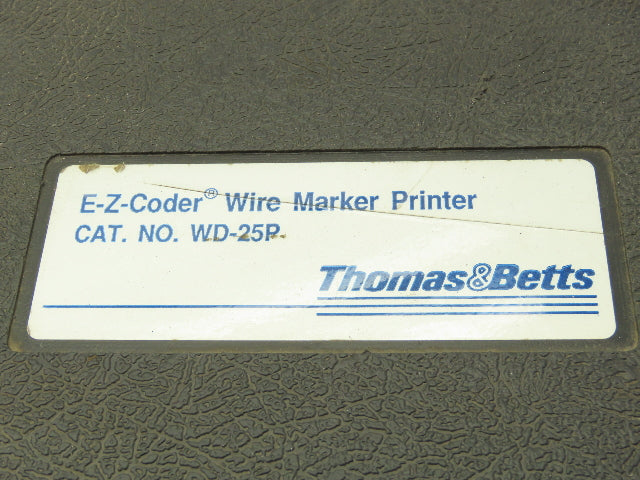 E-Z-Coder® Wire Marker Printer
CAT. NO. WD-25P
Thomas&Betts